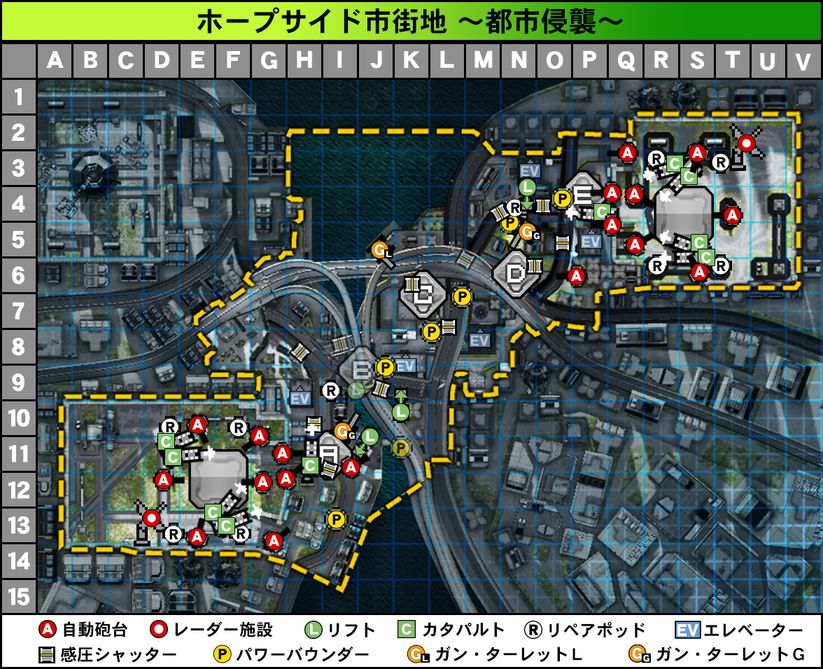 ホープサイド市街地 ～都市侵襲～
A B C D E F G H I J K L M N O P Q R S T U V
1
2
A
3
EV R A C R
A C
L
4
P E A A
R C A
P
5
G G A C
EV A
G L C
6
D R A R
A
7
C P
P
8
EV
B P EV
9
R L
EV L
10
R A R
C A G G L
11
C A A P
C A
12
A A A
C
13
C P
R A R
A
14
15
A 自動砲台 レーダー施設 L リフト C カタパルト R リペアポッド EV エレベーター
感圧シャッター P パワーバウンダー G L ガン・ターレットL G G ガン・ターレットG